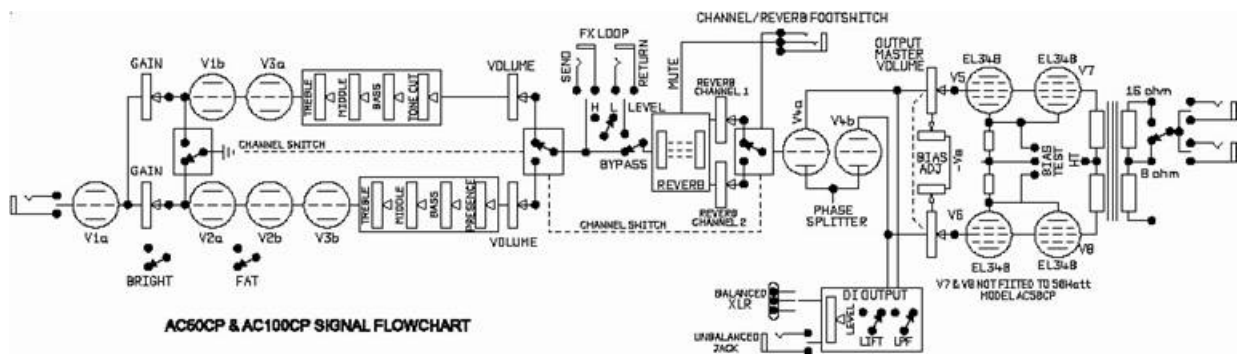 CHANNEL/REVERB FOOTSWITCH
FX LOOP
SEND
RETURN
MUTE
OUTPUT
MASTER
VOLUME
GAIN
V1b
V3a
TREBLE
MIDDLE
BASS
TONE CUT
VOLUME
H
L
LEVEL
BYPASS
REVERB
CHANNEL 1
REVERB
REVERB
CHANNEL 2
V4a
V4b
PHASE
SPLITTER
V5
EL34B
EL34B
V7
16 ohm
8 ohm
CHANNEL SWITCH
GAIN
V1a
V2a
V2b
V3b
TREBLE
MIDDLE
BASS
PRESENCE
VOLUME
CHANNEL SWITCH
BIAS
ADJ
-Ve
BIAS
TEST
HT
V6
EL34B
EL34B
V8
V7 & V8 NOT FITTED TO 50Watt
MODEL AC50CP
BRIGHT
FAT
BALANCED
XLR
DI OUTPUT
LEVEL
LIFT
LPF
UNBALANCED
JACK
AC50CP & AC100CP SIGNAL FLOWCHART